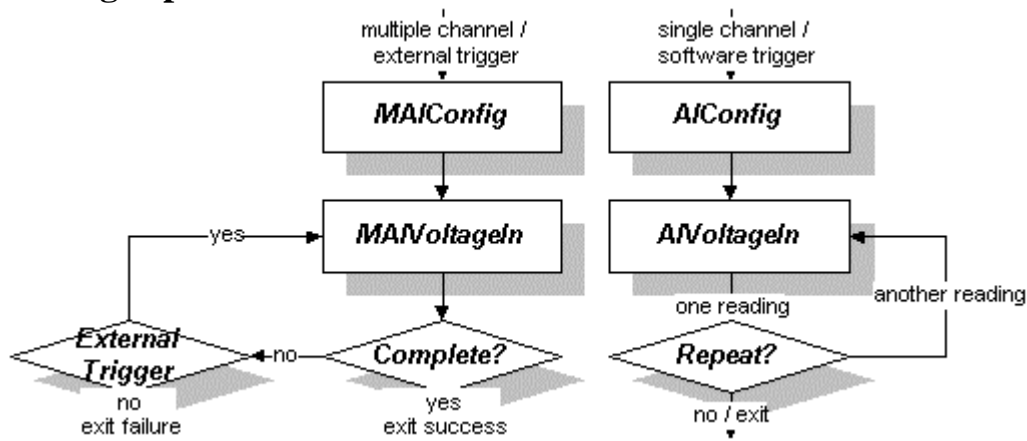 multiple channel /
external trigger
single channel /
software trigger
MAIConfig
AIConfig
MAIVoltageIn
AIVoltageIn
yes
one reading
another reading
External
Trigger
no
Complete?
Repeat?
no
exit failure
yes
exit success
no / exit